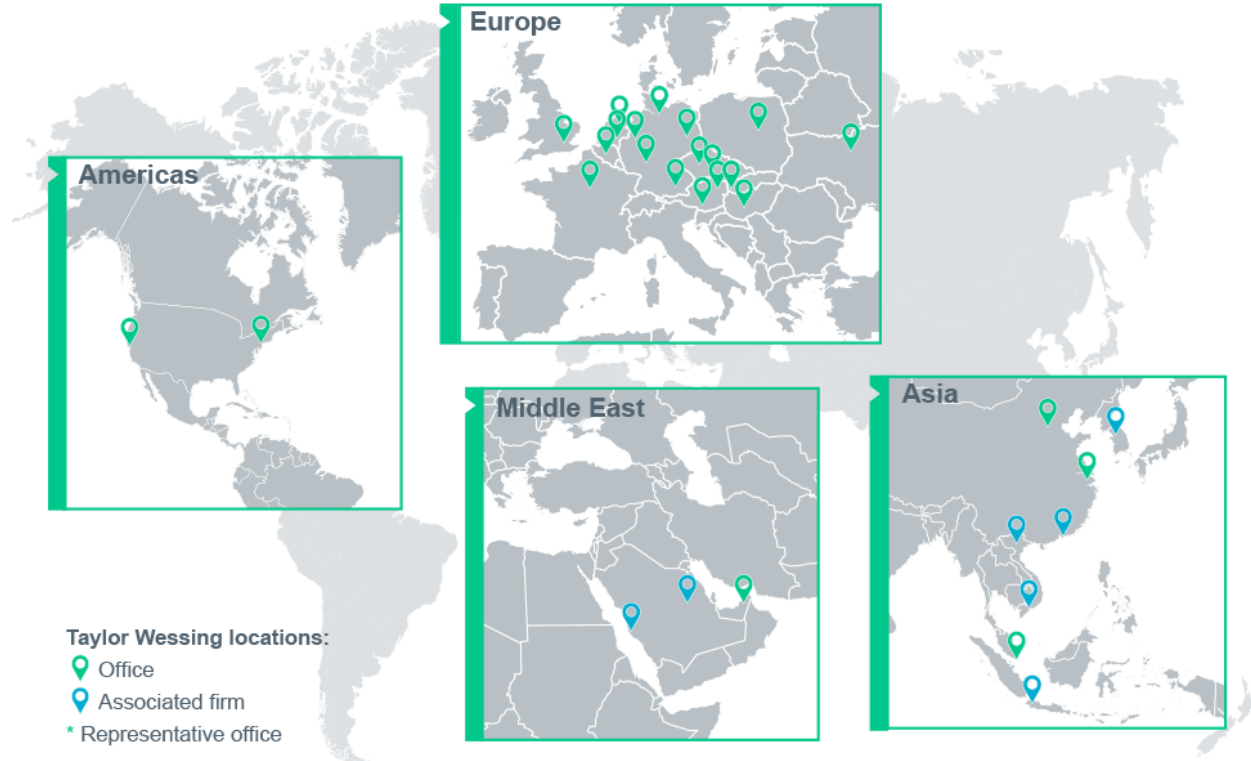 Europe
Americas
Middle East
Asia
Taylor Wessing locations:
Office
Associated firm
* Representative office